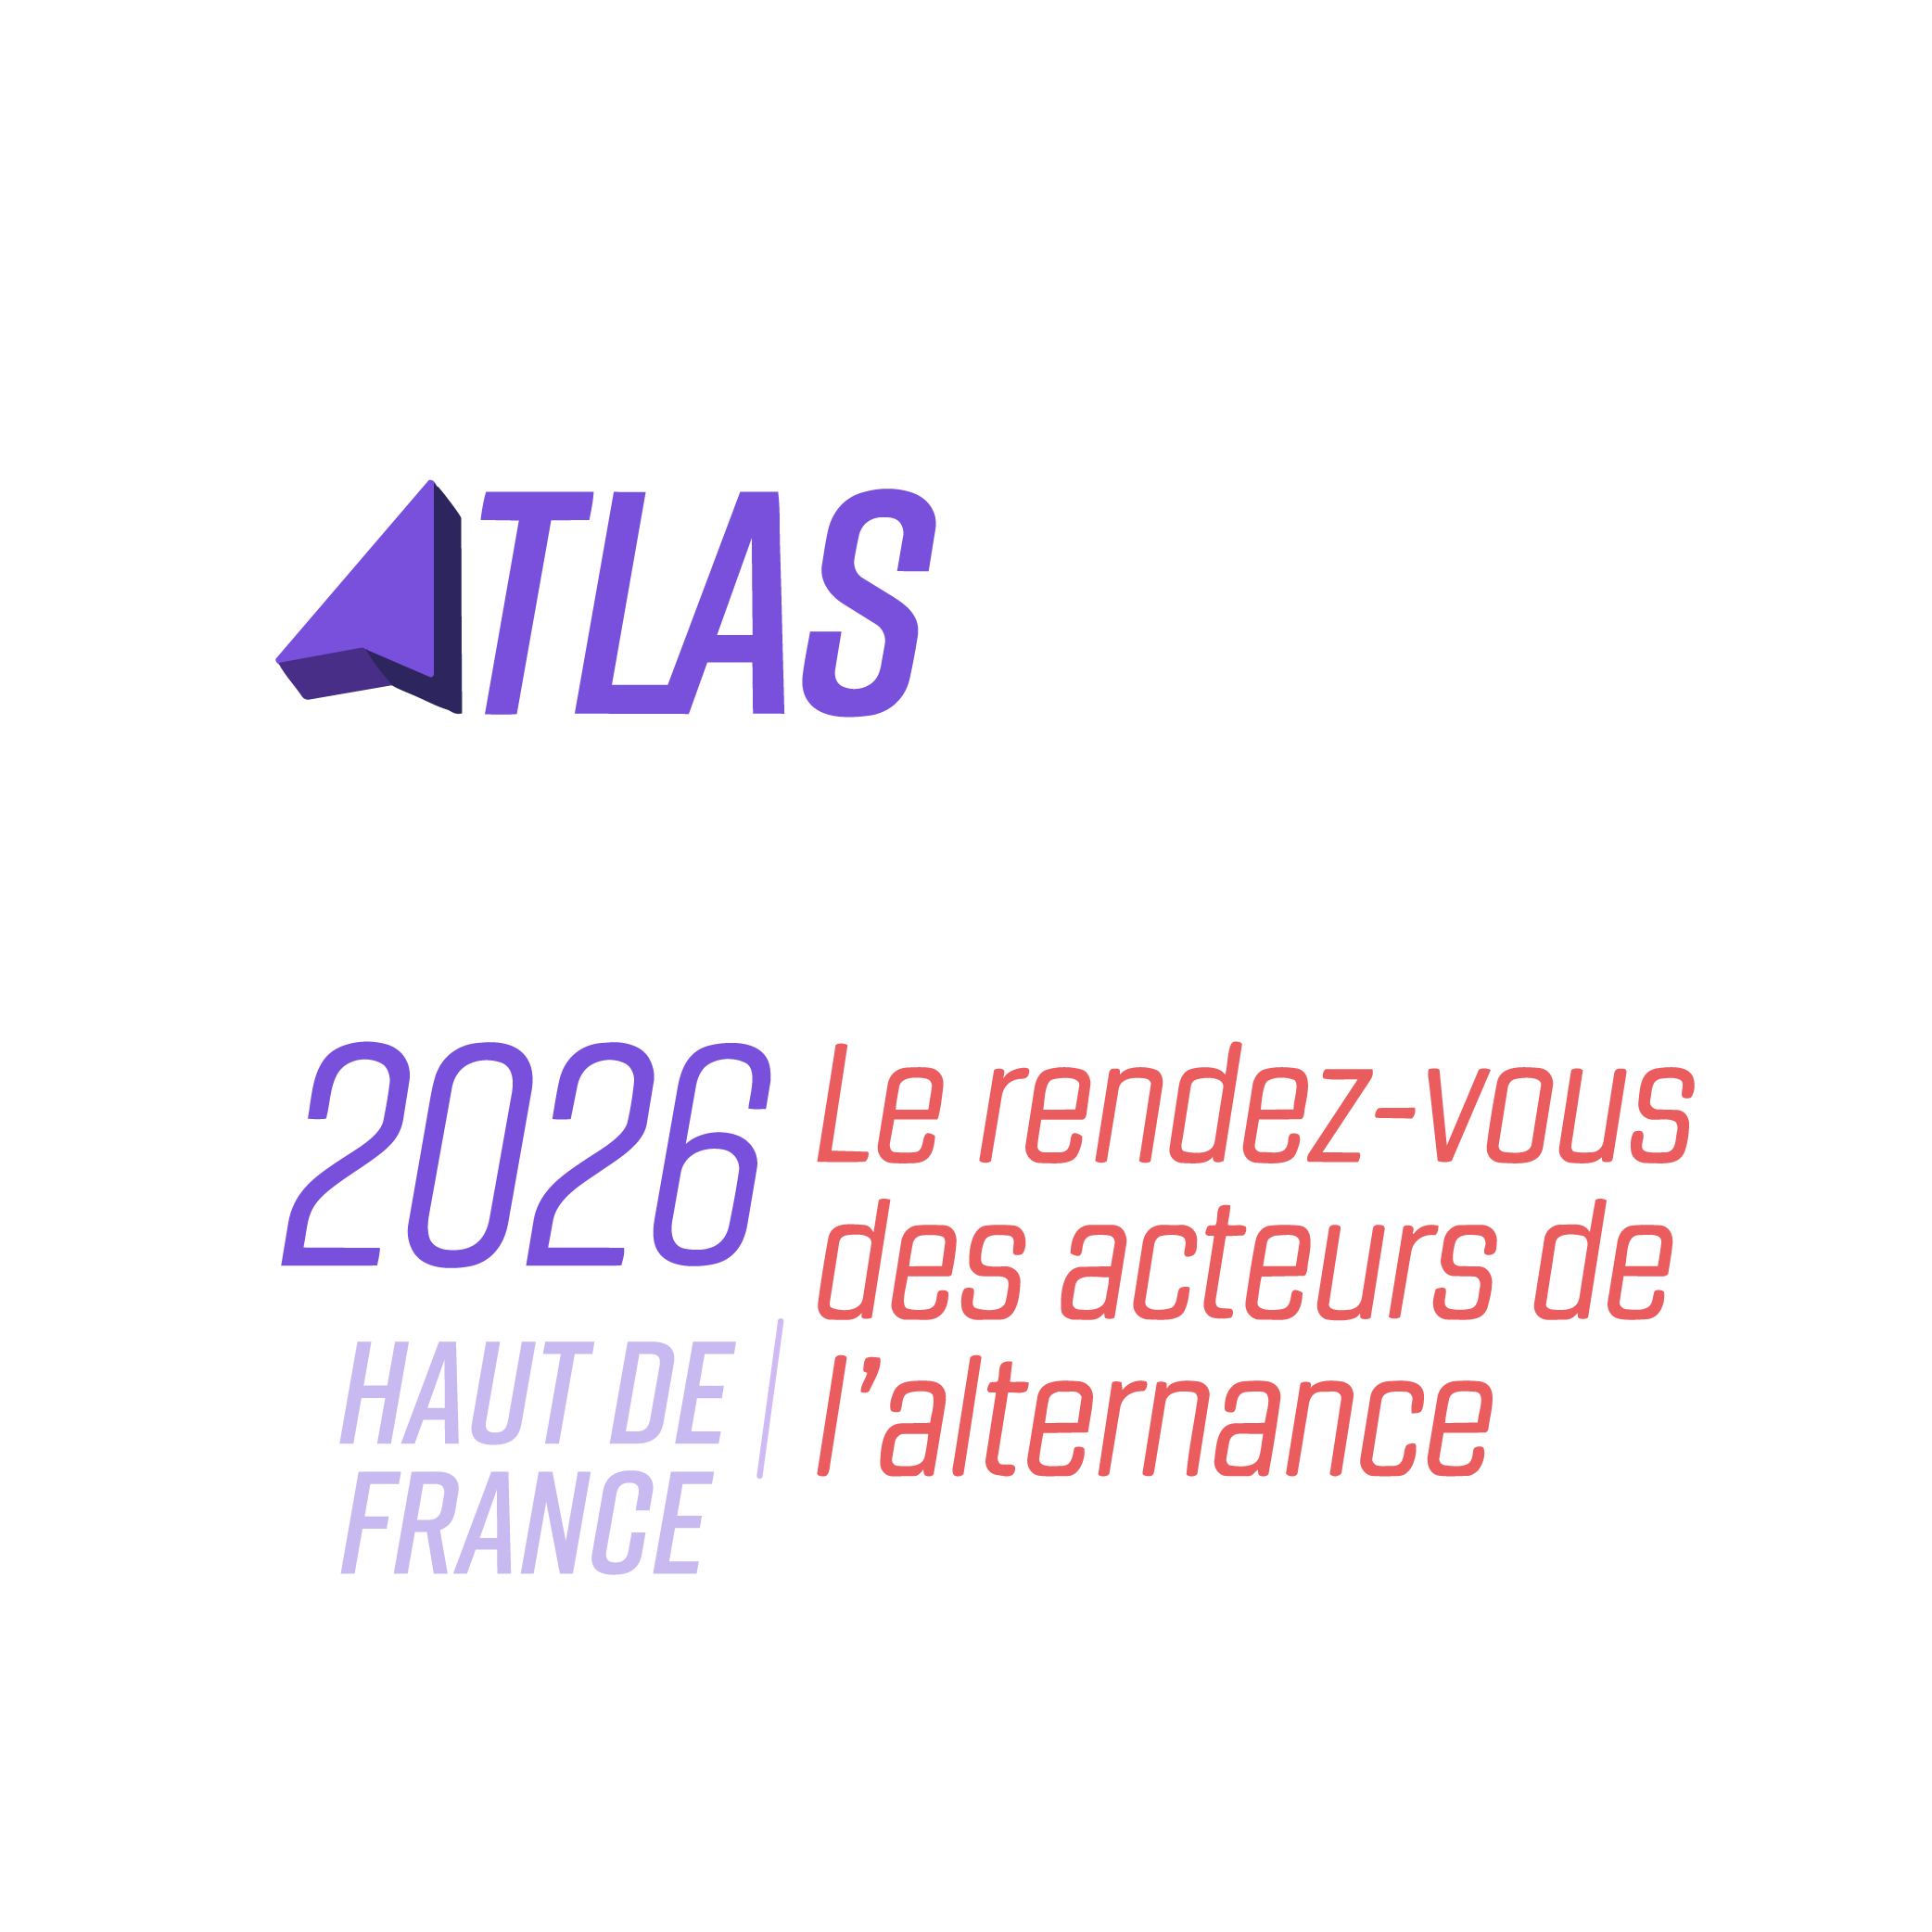 ATLAS
2026
HAUT DE
FRANCE
Le rendez-vous
des acteurs de
l'alternance